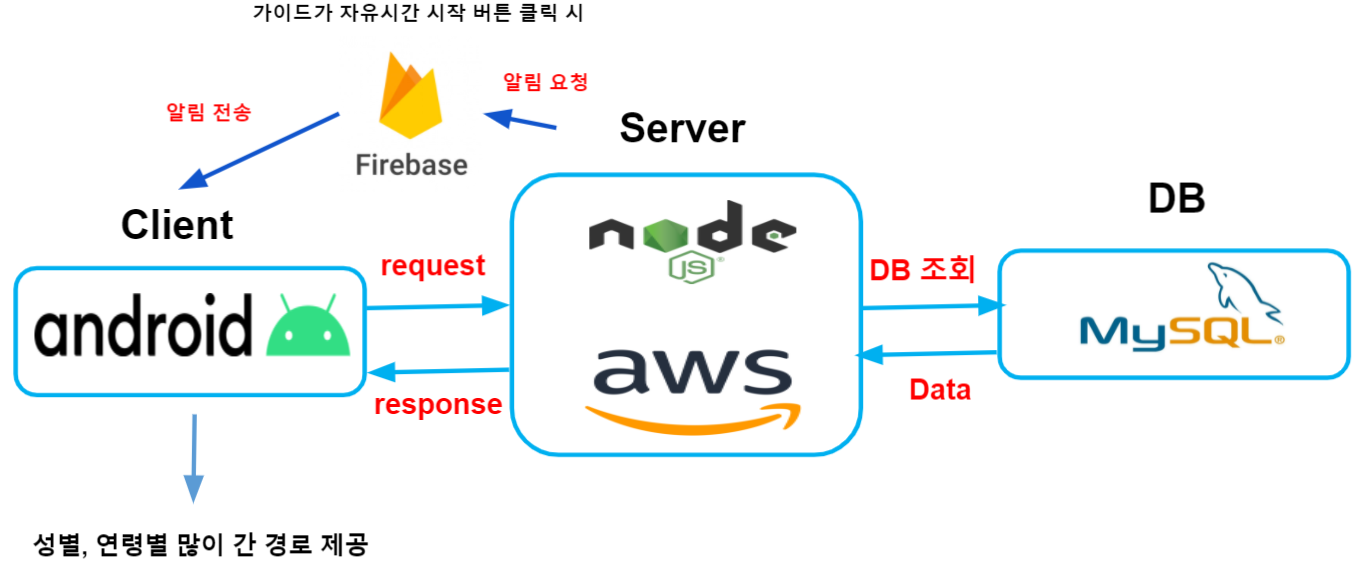 가이드가 자유시간 시작 버튼 클릭 시
알림 요청
알림 전송
Server
Firebase
DB
Client
node
JS
request
DB 조회
android
MySQL
aws
response
Data
성별, 연령별 많이 간 경로 제공